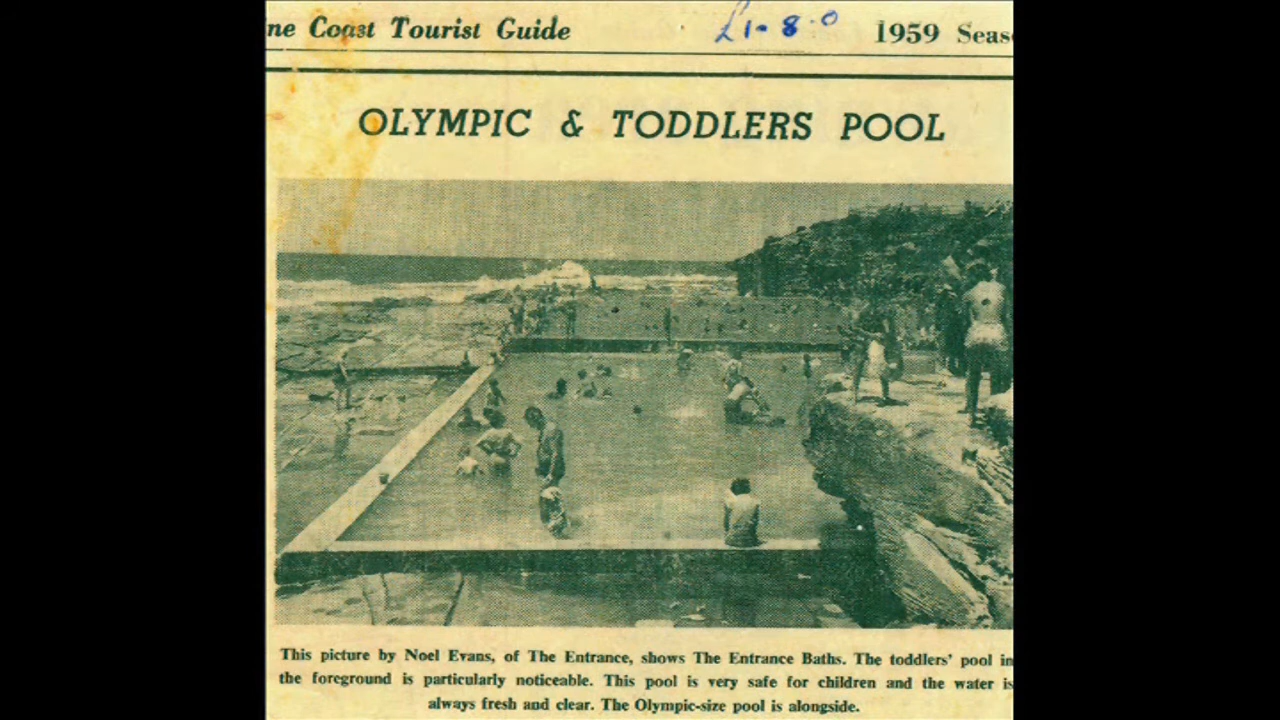 ne Coast Tourist Guide £1-8-0 1959 Seas
OLYMPIC & TODDLERS POOL
This picture by Noel Evans, of The Entrance, shows The Entrance Baths. The toddlers' pool in
the foreground is particularly noticeable. This pool is very safe for children and the water is
always fresh and clear. The Olympic-size pool is alongside.